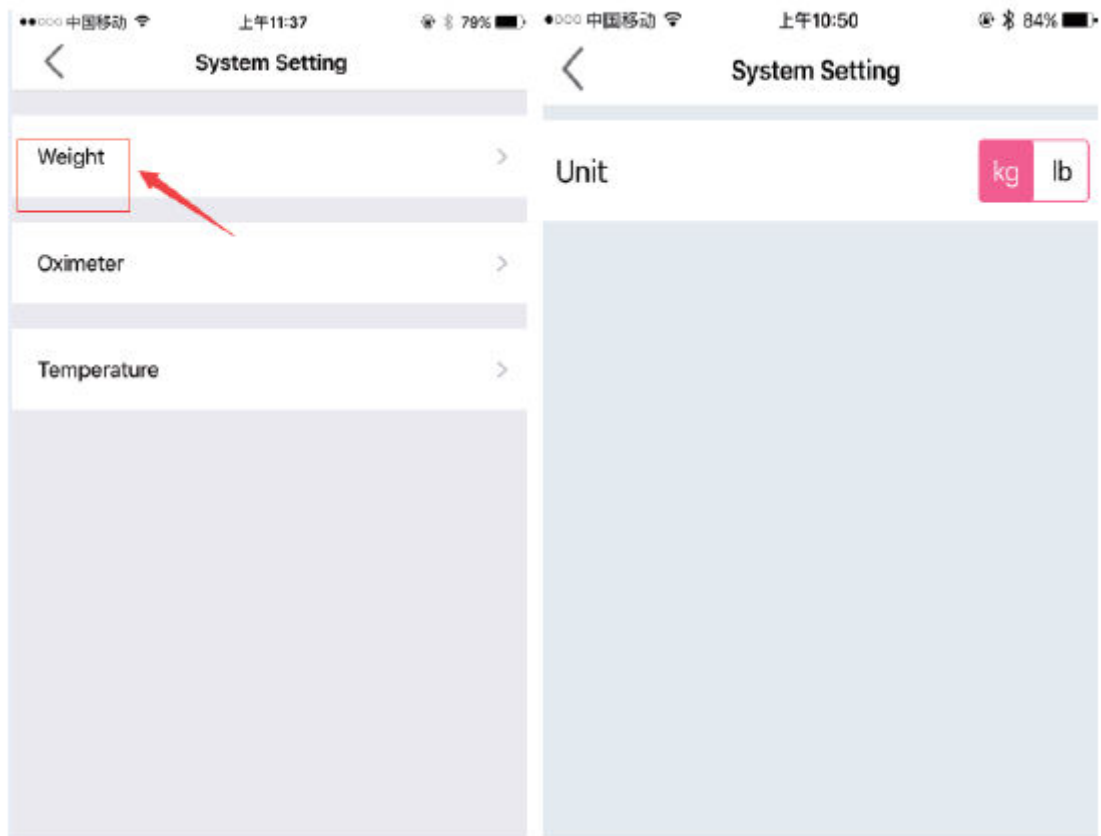 中国移动 上午11:37 79%
System Setting
Weight
Oximeter
Temperature
中国移动 上午10:50 84%
System Setting
Unit kg lb